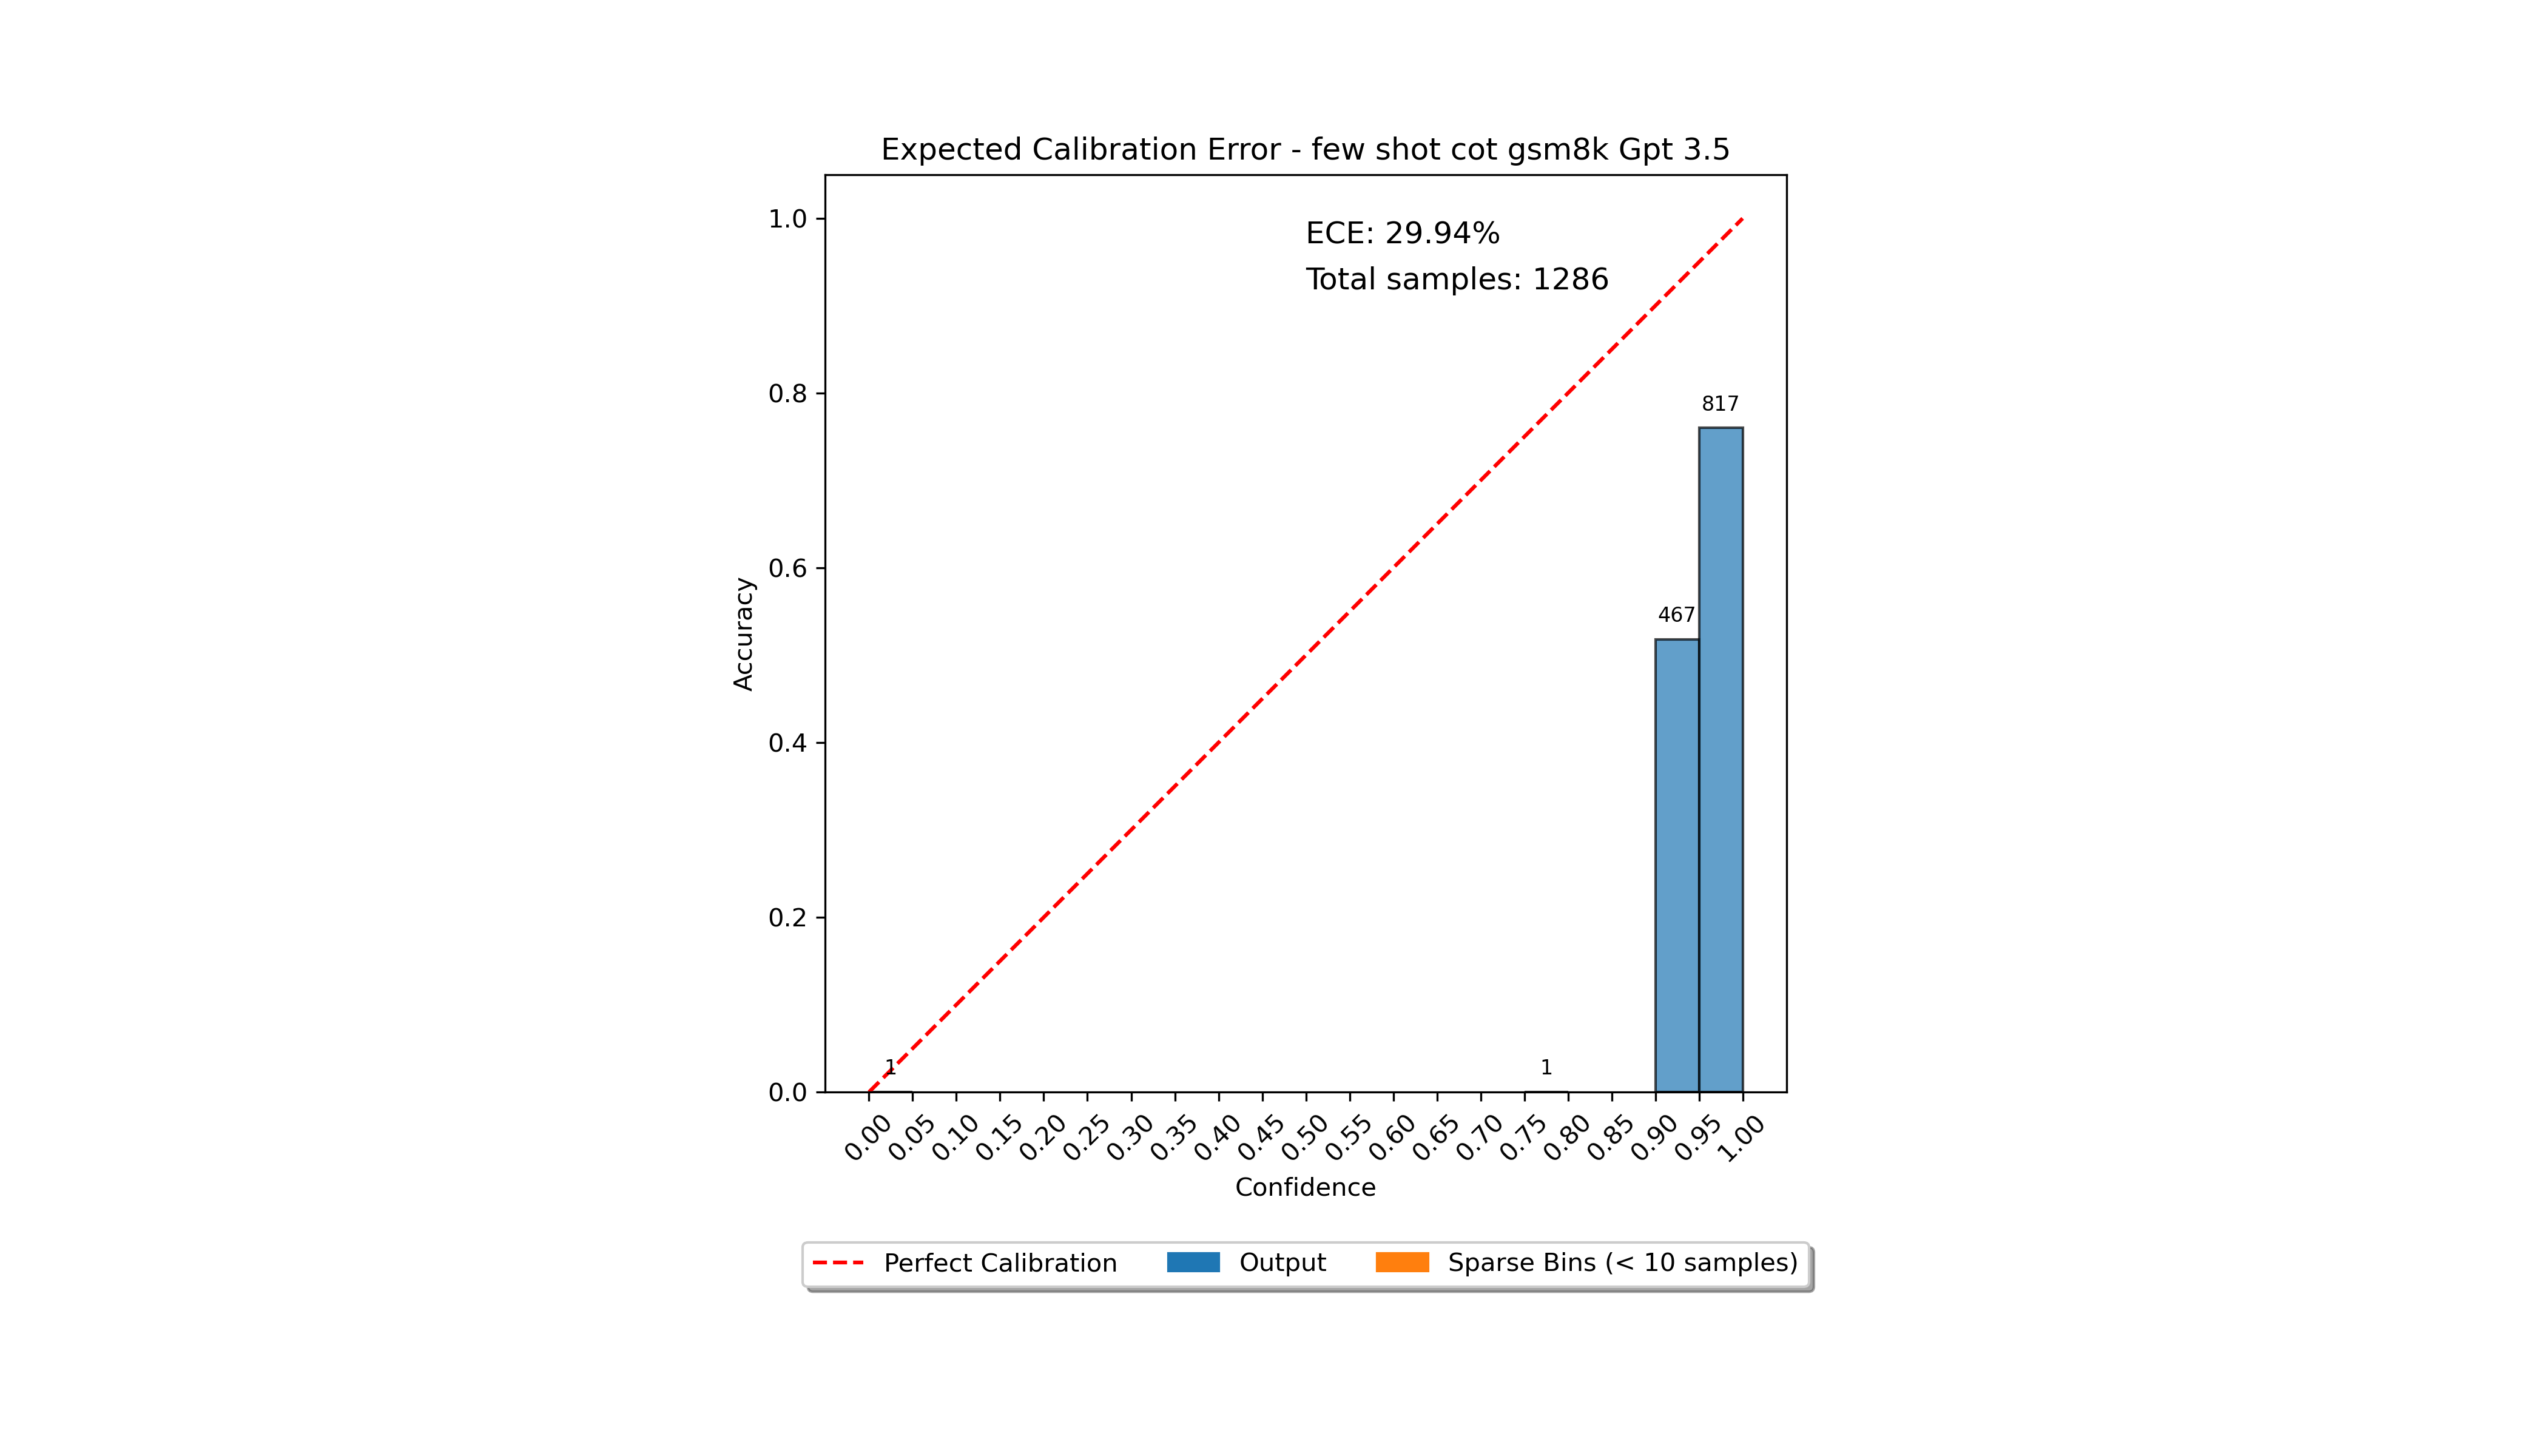 Expected Calibration Error - few shot cot gsm8k Gpt 3.5
ECE: 29.94%
Total samples: 1286
1.0
0.8
0.6
0.4
0.2
0.0
Accuracy
817
467
1
1
0.00 0.05 0.10 0.15 0.20 0.25 0.30 0.35 0.40 0.45 0.50 0.55 0.60 0.65 0.70 0.75 0.80 0.85 0.90 0.95 1.00
Confidence
Perfect Calibration Output Sparse Bins (< 10 samples)